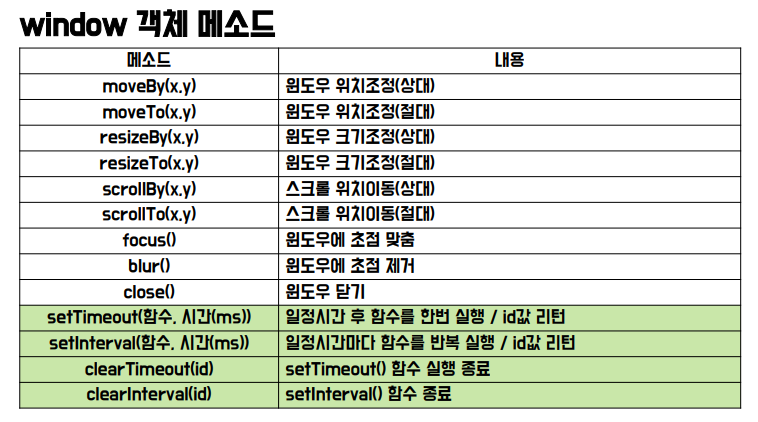 window 객체 메소드
메소드 내용
moveBy(x,y) 윈도우 위치조정(상대)
moveTo(x,y) 윈도우 위치조정(절대)
resizeBy(x,y) 윈도우 크기조정(상대)
resizeTo(x,y) 윈도우 크기조정(절대)
scrollBy(x,y) 스크롤 위치이동(상대)
scrollTo(x,y) 스크롤 위치이동(절대)
focus() 윈도우에 초점 맞춤
blur() 윈도우에 초점 제거
close() 윈도우 닫기
setTimeout(함수, 시간(ms)) 일정시간 후 함수를 한번 실행 / id값 리턴
setInterval(함수, 시간(ms)) 일정시간마다 함수를 반복 실행 / id값 리턴
clearTimeout(id) setTimeout() 함수 실행 종료
clearInterval(id) setInterval() 함수 종료